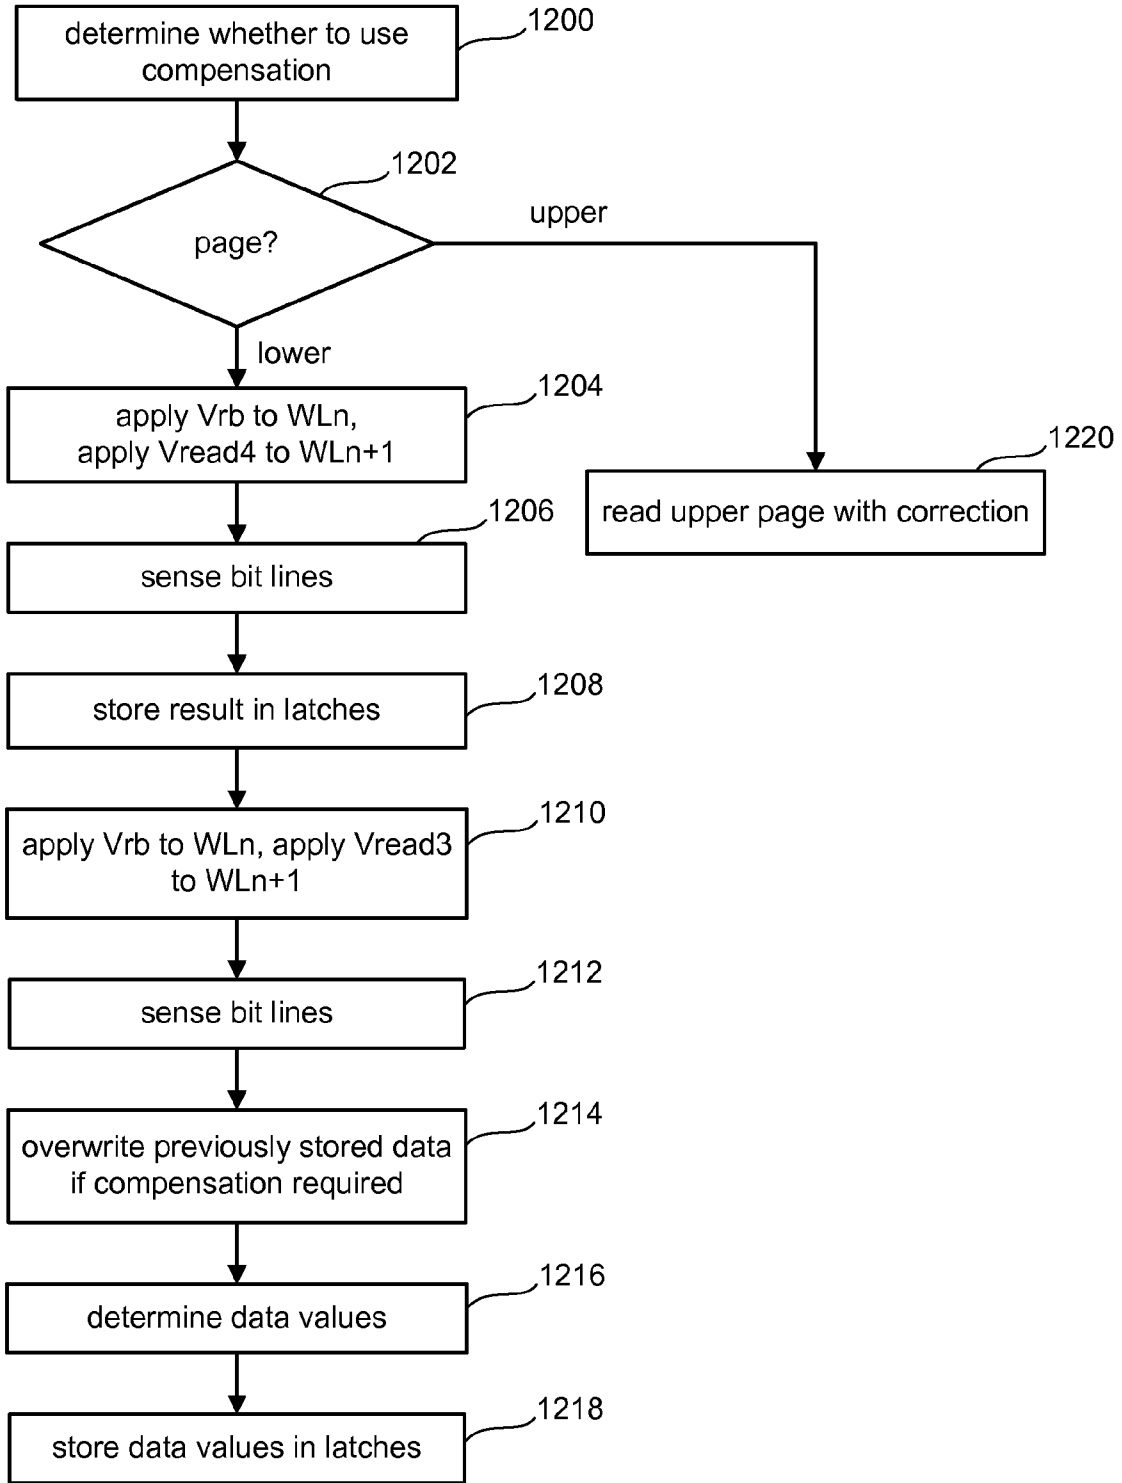 determine whether to use
compensation
1200
1202
page?
upper
lower
1204
apply Vrb to WLn,
apply Vread4 to WLn+1
1220
read upper page with correction
1206
sense bit lines
1208
store result in latches
1210
apply Vrb to WLn, apply Vread3
to WLn+1
1212
sense bit lines
1214
overwrite previously stored data
if compensation required
1216
determine data values
1218
store data values in latches